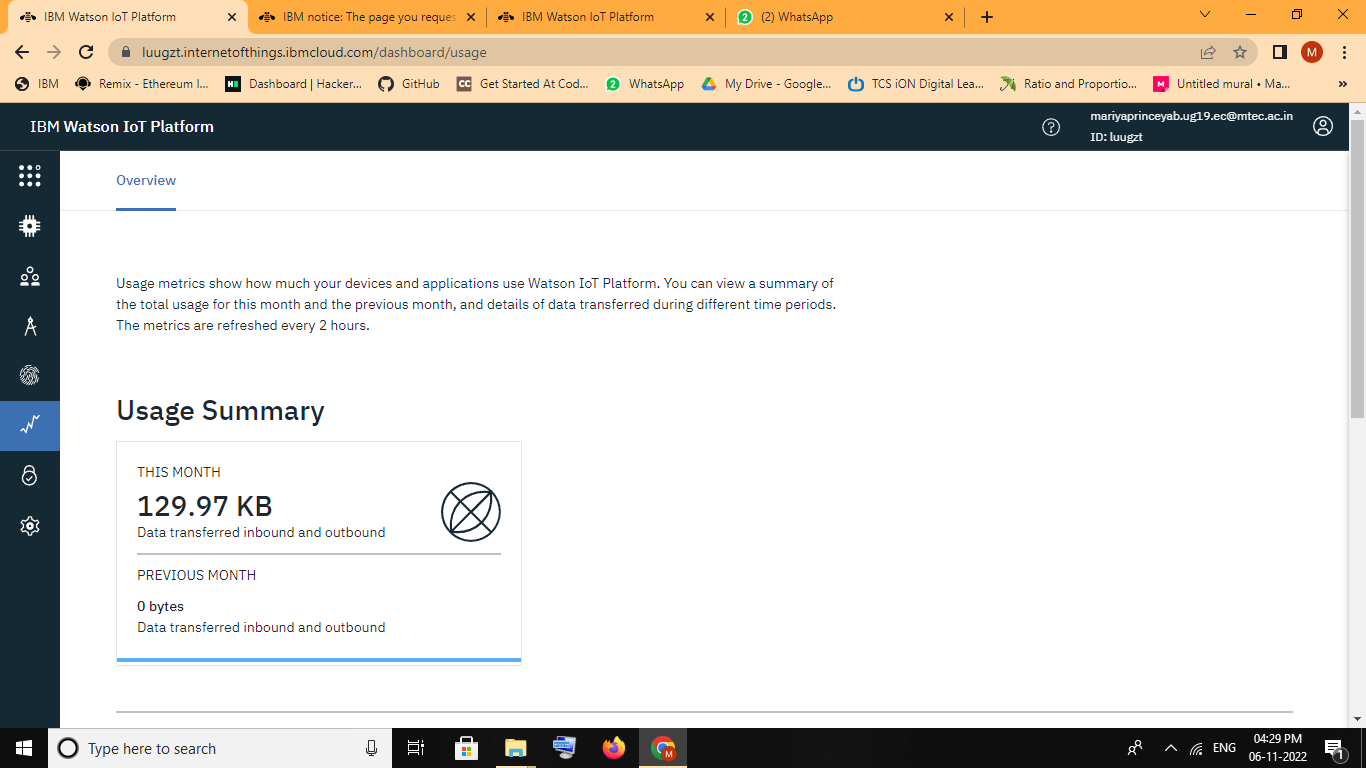 IBM Watson IoT Platform
IBM notice: The page you reques
IBM Watson IoT Platform
(2) WhatsApp
luugzt.internetofthings.ibmcloud.com/dashboard/usage
M
IBM
Remix - Ethereum I...
Dashboard | Hacker...
GitHub
Get Started At Cod...
WhatsApp
My Drive - Google...
TCS iON Digital Lea...
Ratio and Proportio...
Untitled mural • Ma...
IBM Watson IoT Platform
mariyaprinceyab.ug19.ec@mtec.ac.in
ID: luugzt
Overview
Usage metrics show how much your devices and applications use Watson IoT Platform. You can view a summary of
the total usage for this month and the previous month, and details of data transferred during different time periods.
The metrics are refreshed every 2 hours.
Usage Summary
THIS MONTH
129.97 KB
Data transferred inbound and outbound
PREVIOUS MONTH
0 bytes
Data transferred inbound and outbound
Type here to search
ENG
04:29 PM
06-11-2022
1